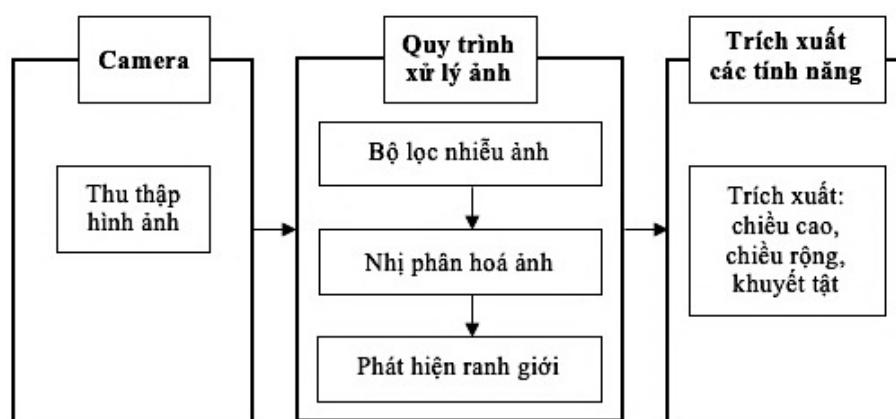 Camera
Thu thập
hình ảnh
Quy trình
xử lý ảnh
Bộ lọc nhiễu ảnh
Nhị phân hoá ảnh
Phát hiện ranh giới
Trích xuất
các tính năng
Trích xuất:
chiều cao,
chiều rộng,
khuyết tật